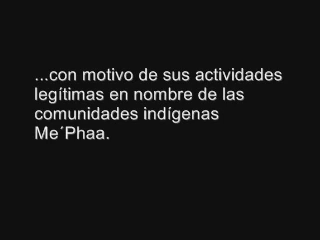 ...con motivo de sus actividades
legítimas en nombre de las
comunidades indígenas
Me´Phaa.